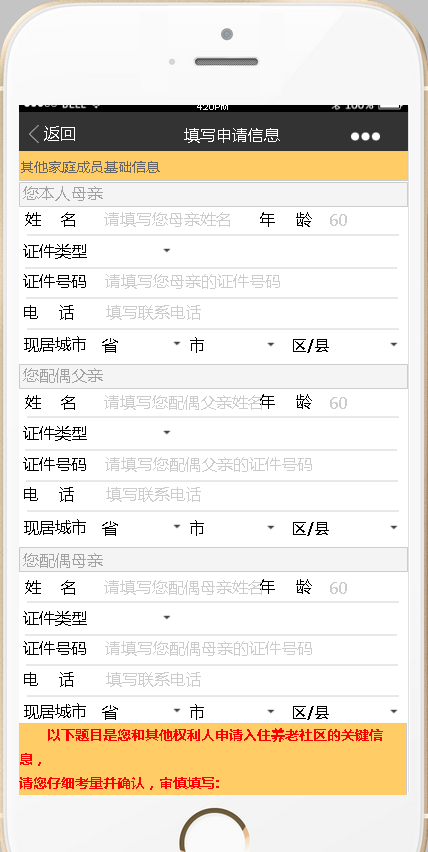 4:20PM 100%
返回 填写申请信息
其他家庭成员基础信息
您本人母亲
姓 名 请填写您母亲姓名 年 龄 60
证件类型
证件号码 请填写您母亲的证件号码
电 话 填写联系电话
现居城市 省 市 区/县
您配偶父亲
姓 名 请填写您配偶父亲姓名 年 龄 60
证件类型
证件号码 请填写您配偶父亲的证件号码
电 话 填写联系电话
现居城市 省 市 区/县
您配偶母亲
姓 名 请填写您配偶母亲姓名 年 龄 60
证件类型
证件号码 请填写您配偶母亲的证件号码
电 话 填写联系电话
现居城市 省 市 区/县
以下题目是您和其他权利人申请入住养老社区的关键信
息，
请您仔细考量并确认，审慎填写: